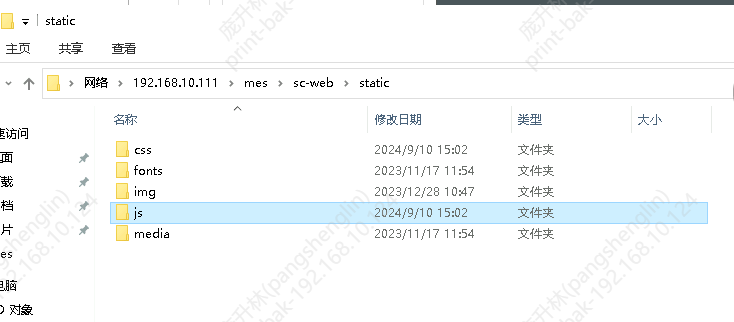 static
主页 共享 查看
网络 192.168.10.111 mes sc-web static
名称 修改日期 类型 大小
速访问
css 2024/9/10 15:02 文件夹
面
fonts 2023/11/17 11:54 文件夹
载
img 2023/12/28 10:47 文件夹
档
js 2024/9/10 15:02 文件夹
片
media 2023/11/17 11:54 文件夹
es
电脑
D 对象
庞升林(pangshenglin)
print-bak-192.168.10.124